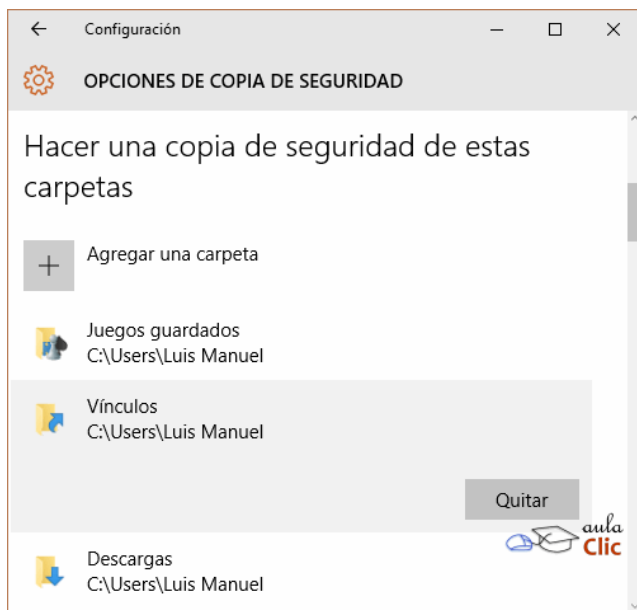 Configuración
OPCIONES DE COPIA DE SEGURIDAD
Hacer una copia de seguridad de estas
carpetas
Agregar una carpeta
Juegos guardados
C:\Users\Luis Manuel
Vínculos
C:\Users\Luis Manuel
Quitar
aula
Clic
Descargas
C:\Users\Luis Manuel